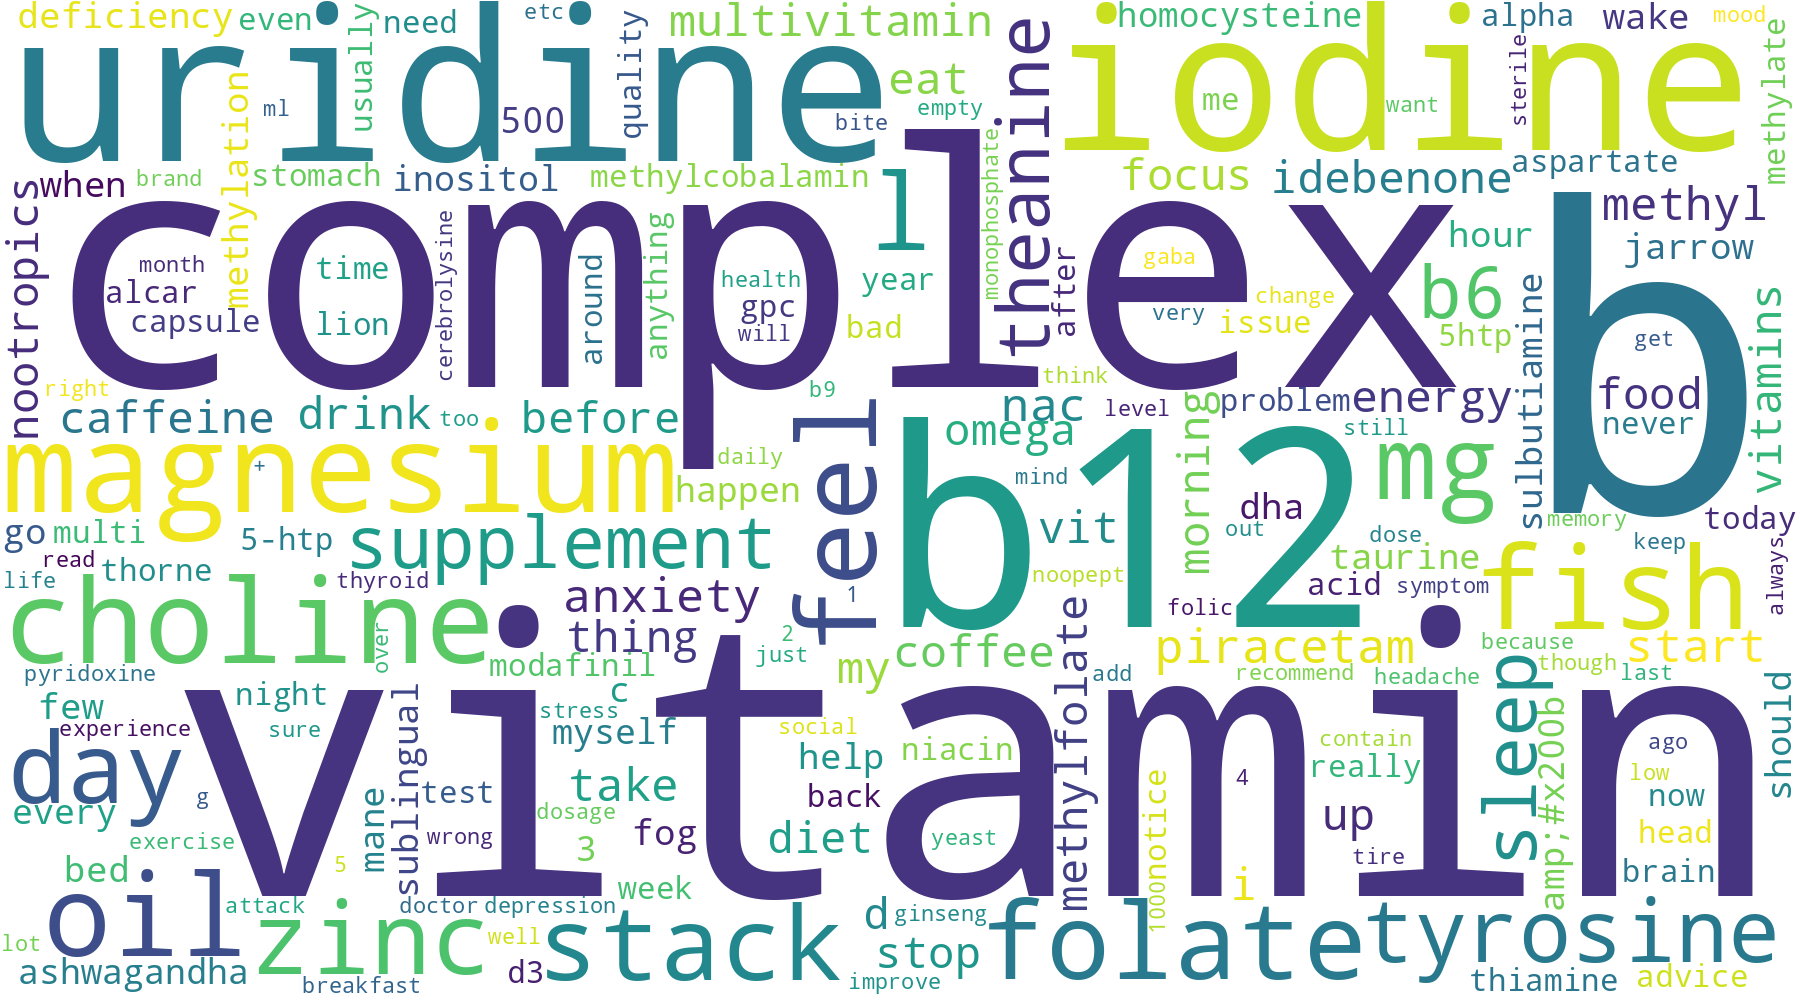 deficiency
even
usually
need
etc
multivitamin
homocysteine
alpha
wake
mood
uridine
iodine
theanine
eat
empty
bite
500
ml
quality
methylation
me
want
sterile
methylate
when
brand
stomach
inositol
methylcobalamin
l
monophosphate
focus
idebenone
aspartate
methyl
nootropics
complex
b
month
alcar
capsule
time
lion
cerebrolysine
around
anything
health
gpc
will
year
bad
after
gaba
very
change
issue
hour
b6
5htp
jarrow
get
sulbutiamine
vitamins
right
caffeine
drink
too
before
b9
think
nac
level
problem
energy
food
never
still
magnesium
+
daily
happen
feel
omega
mind
b12
morning
mg
dha
out
dose
vit
memory
today
keep
go
multi
5-htp
supplement
read
thorne
life
thyroid
1
noopept
folic
acid
symptom
taurine
fish
always
choline
anxiety
thing
over
2
just
modafinil
my
coffee
methylfolate
piracetam
because
though
start
last
pyridoxine
add
recommend
headache
few
night
experience
sure
sublingual
c
stress
myself
social
help
niacin
vitamin
contain
really
sleep
amp;#x200b
should
ago
day
g
every
mane
test
take
back
4
low
now
exercise
wrong
dosage
3
fog
diet
yeast
1000
notice
up
tire
head
brain
bed
5
week
i
oil
attack
doctor
depression
zinc
stack
d
ginseng
stop
folate
tyrosine
lot
well
ashwagandha
breakfast
d3
improve
thiamine
advice